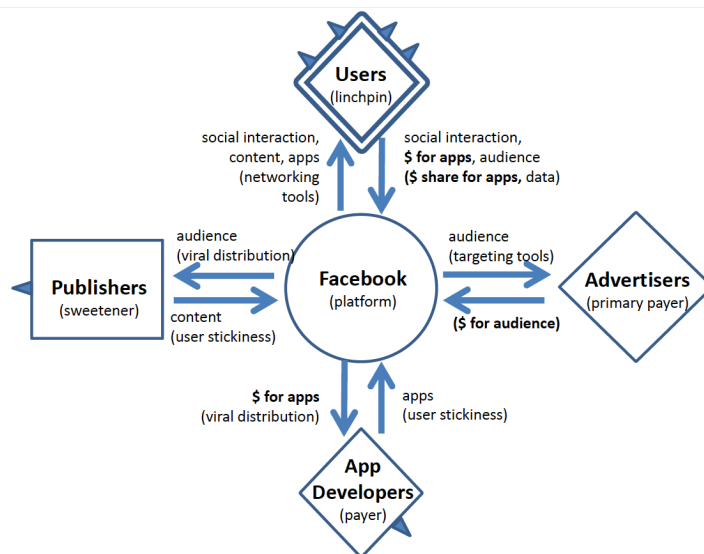 Users
(linchpin)
social interaction,
content, apps
(networking
tools)
social interaction,
$ for apps, audience
($ share for apps, data)
audience
(viral distribution)
Publishers
(sweetener)
content
(user stickiness)
Facebook
(platform)
audience
(targeting tools)
($ for audience)
Advertisers
(primary payer)
$ for apps
(viral distribution)
apps
(user stickiness)
App
Developers
(payer)